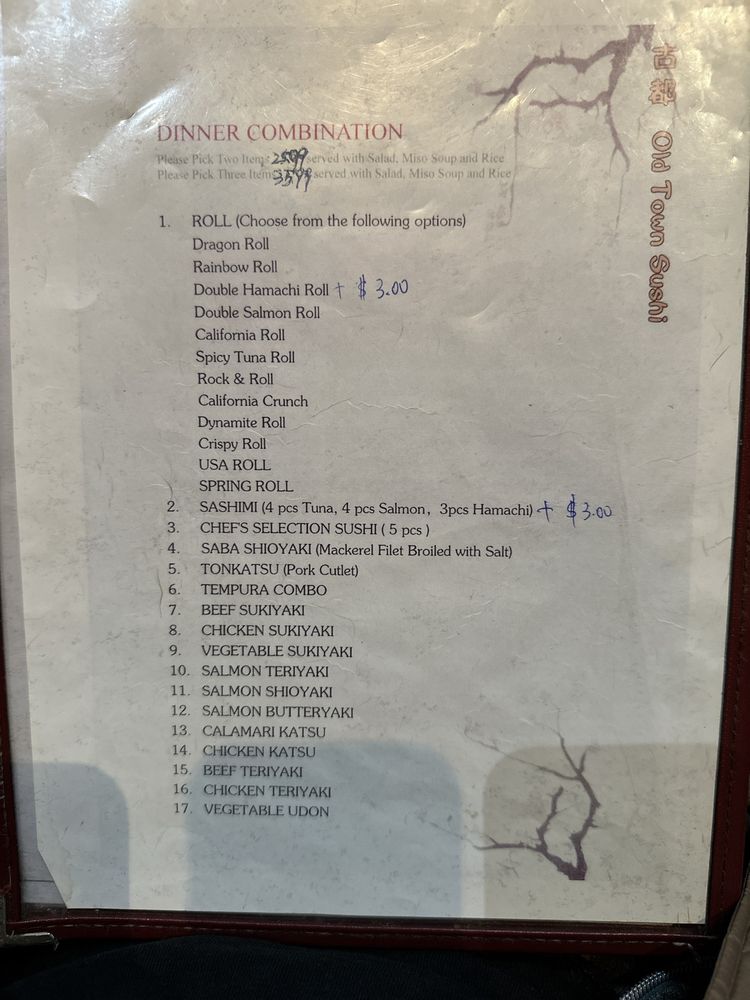 古都 Old Town Sushi
DINNER COMBINATION
Please Pick Two Item: 25.99 served with Salad, Miso Soup and Rice
Please Pick Three Item: 35.99 served with Salad, Miso Soup and Rice
1. ROLL (Choose from the following options)
Dragon Roll
Rainbow Roll
Double Hamachi Roll + $ 3.00
Double Salmon Roll
California Roll
Spicy Tuna Roll
Rock & Roll
California Crunch
Dynamite Roll
Crispy Roll
USA ROLL
SPRING ROLL
2. SASHIMI (4 pcs Tuna, 4 pcs Salmon, 3pcs Hamachi) + $3.00
3. CHEF'S SELECTION SUSHI ( 5 pcs )
4. SABA SHIOYAKI (Mackerel Filet Broiled with Salt)
5. TONKATSU (Pork Cutlet)
6. TEMPURA COMBO
7. BEEF SUKIYAKI
8. CHICKEN SUKIYAKI
9. VEGETABLE SUKIYAKI
10. SALMON TERIYAKI
11. SALMON SHIOYAKI
12. SALMON BUTTERYAKI
13. CALAMARI KATSU
14. CHICKEN KATSU
15. BEEF TERIYAKI
16. CHICKEN TERIYAKI
17. VEGETABLE UDON